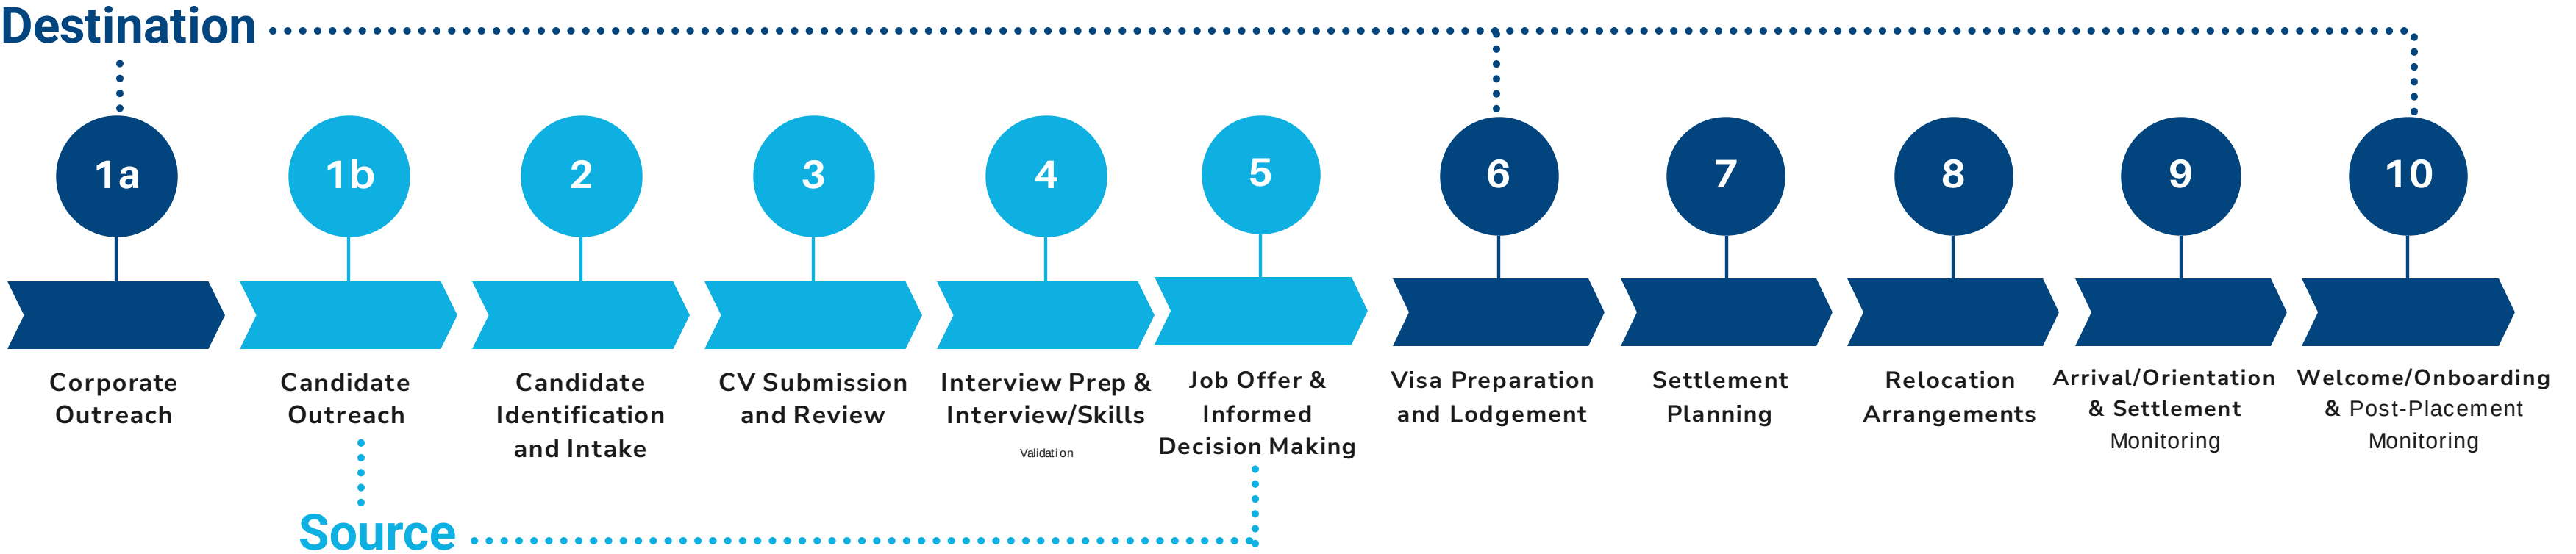 Destination
1a
1b
2
3
4
5
6
7
8
9
10
Corporate
Outreach
Candidate
Outreach
Candidate
Identification
and Intake
CV Submission
and Review
Interview Prep &
Interview/Skills
Validation
Job Offer &
Informed
Decision Making
Visa Preparation
and Lodgement
Settlement
Planning
Relocation
Arrangements
Arrival/Orientation
& Settlement
Monitoring
Welcome/Onboarding
& Post-Placement
Monitoring
Source